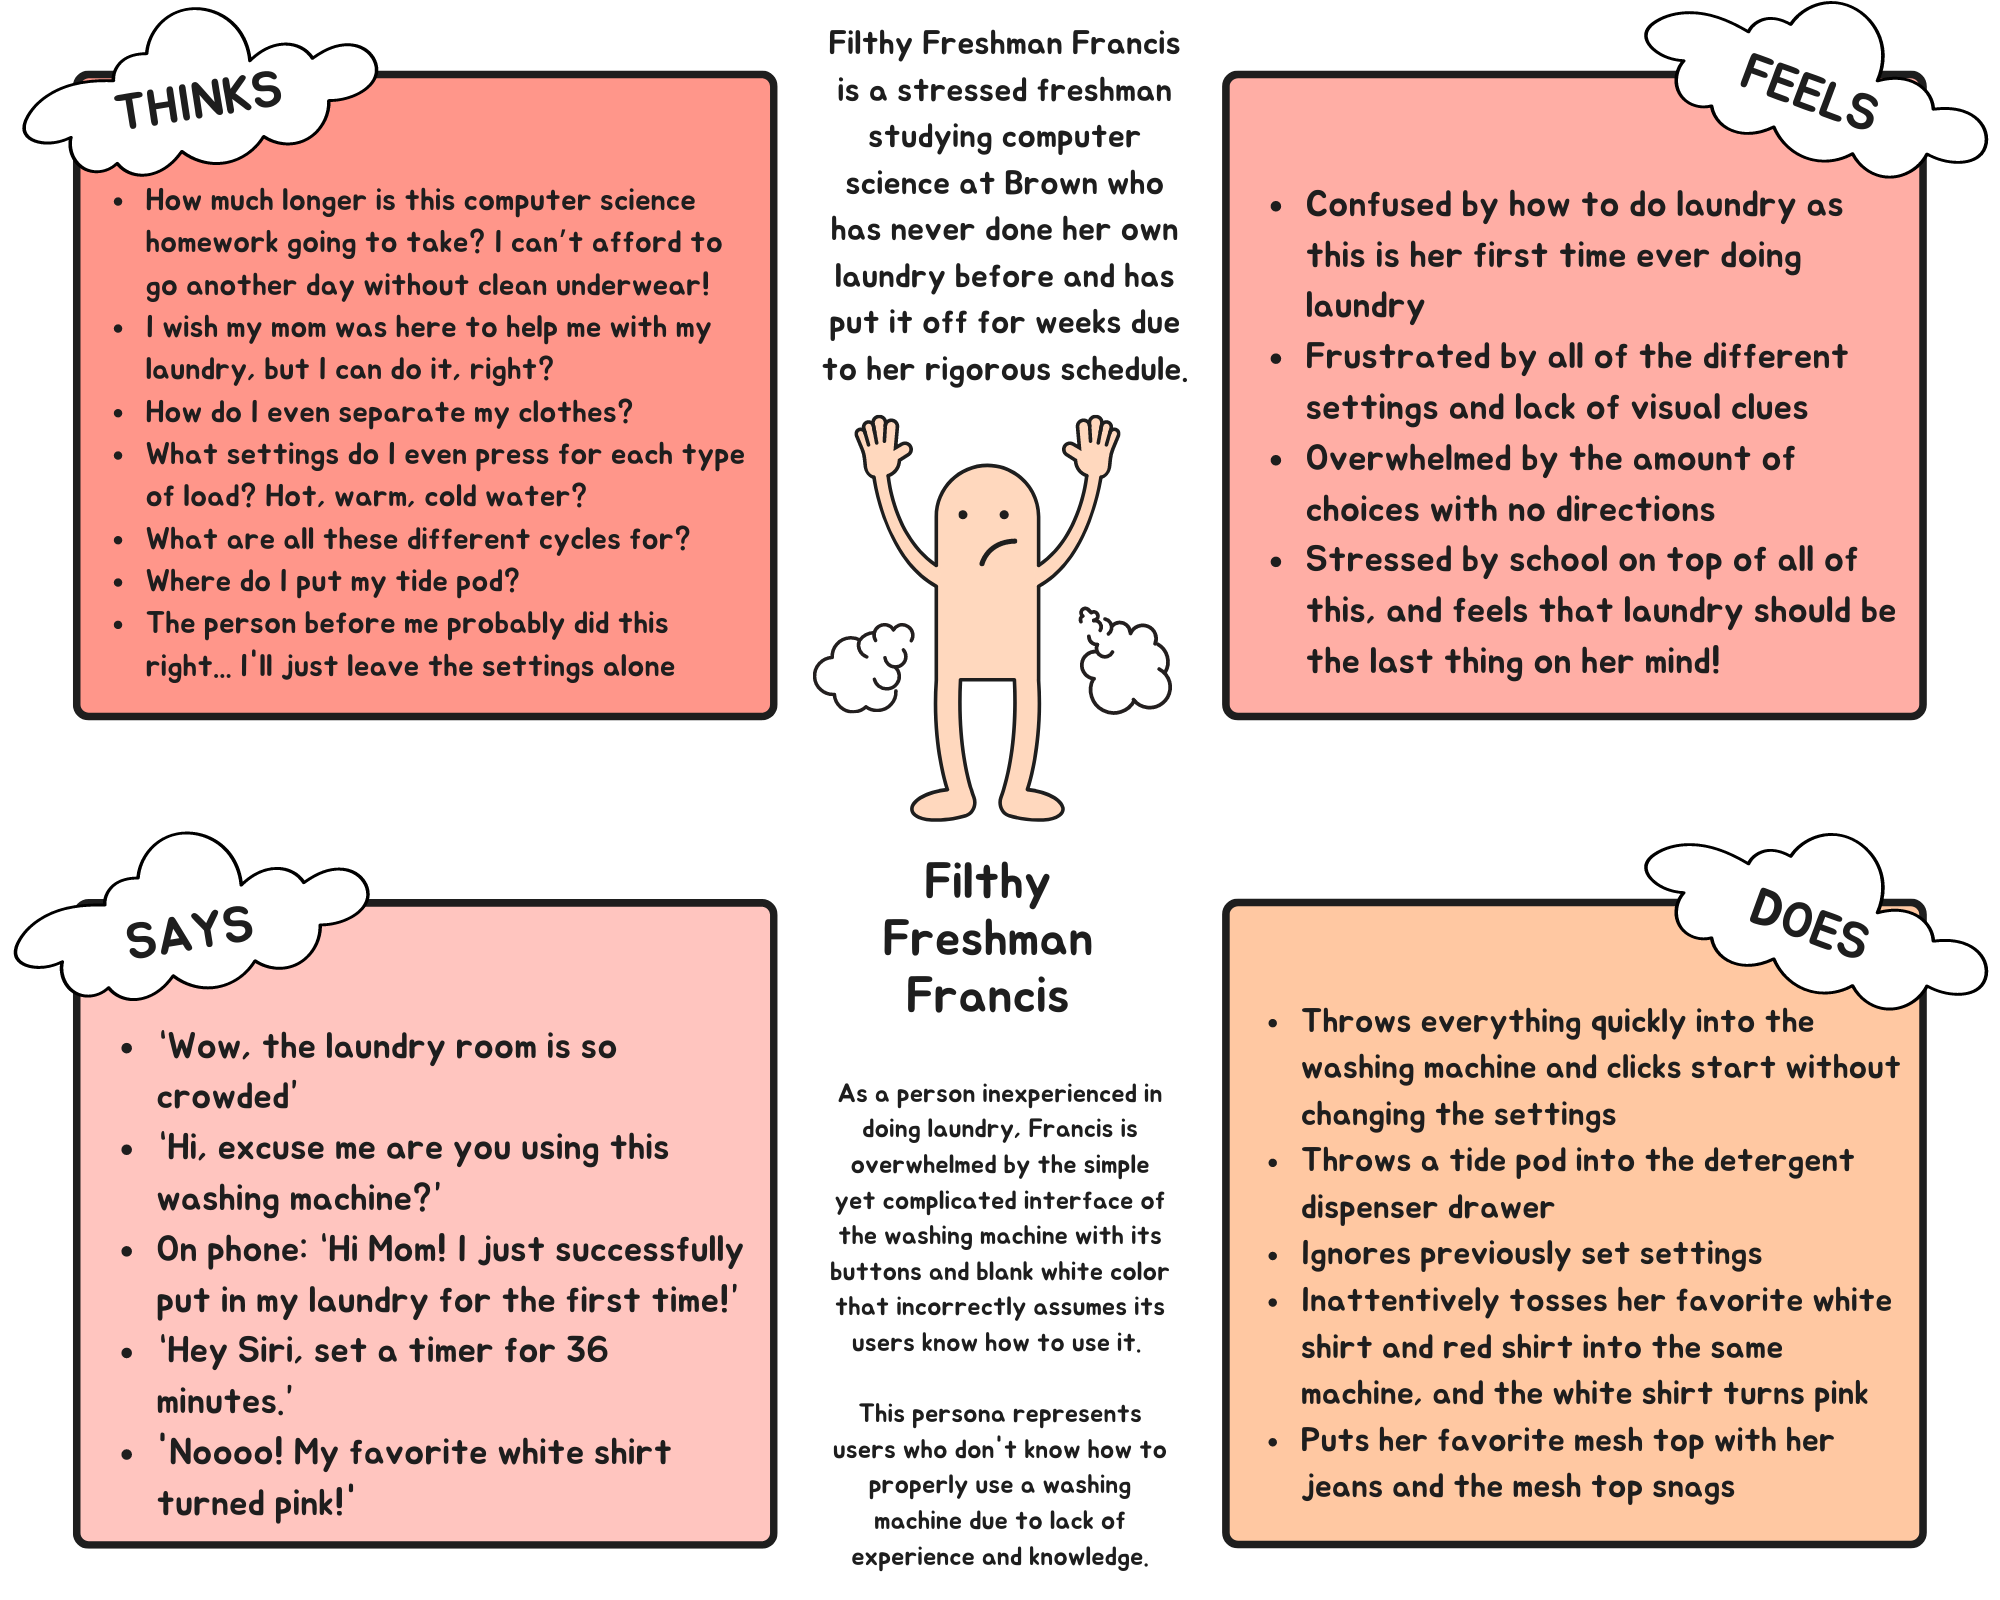 THINKS
• How much longer is this computer science
homework going to take? I can't afford to
go another day without clean underwear!
• I wish my mom was here to help me with my
laundry, but I can do it, right?
• How do I even separate my clothes?
• What settings do I even press for each type
of load? Hot, warm, cold water?
• What are all these different cycles for?
• Where do I put my tide pod?
• The person before me probably did this
right... I'll just leave the settings alone
Filthy Freshman Francis
is a stressed freshman
studying computer
science at Brown who
has never done her own
laundry before and has
put it off for weeks due
to her rigorous schedule.
FEELS
• Confused by how to do laundry as
this is her first time ever doing
laundry
• Frustrated by all of the different
settings and lack of visual clues
• Overwhelmed by the amount of
choices with no directions
• Stressed by school on top of all of
this, and feels that laundry should be
the last thing on her mind!
SAYS
• 'Wow, the laundry room is so
crowded'
• 'Hi, excuse me are you using this
washing machine?'
• On phone: 'Hi Mom! I just successfully
put in my laundry for the first time!'
• 'Hey Siri, set a timer for 36
minutes.'
• 'Noooo! My favorite white shirt
turned pink!'
Filthy
Freshman
Francis
As a person inexperienced in
doing laundry, Francis is
overwhelmed by the simple
yet complicated interface of
the washing machine with its
buttons and blank white color
that incorrectly assumes its
users know how to use it.
This persona represents
users who don't know how to
properly use a washing
machine due to lack of
experience and knowledge.
DOES
• Throws everything quickly into the
washing machine and clicks start without
changing the settings
• Throws a tide pod into the detergent
dispenser drawer
• Ignores previously set settings
• Inattentively tosses her favorite white
shirt and red shirt into the same
machine, and the white shirt turns pink
• Puts her favorite mesh top with her
jeans and the mesh top snags